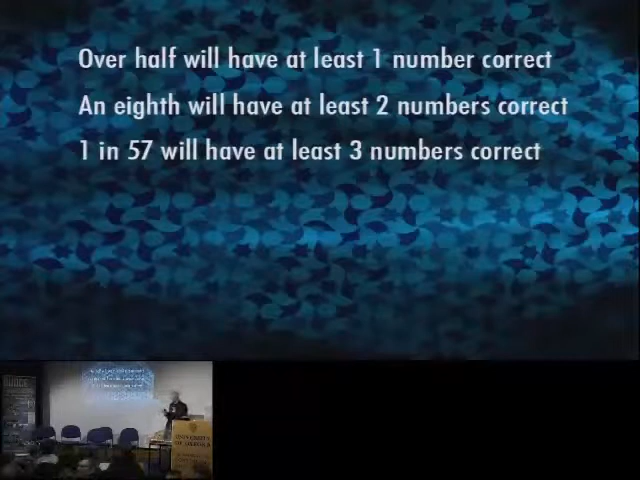 Over half will have at least 1 number correct
An eighth will have at least 2 numbers correct
1 in 57 will have at least 3 numbers correct